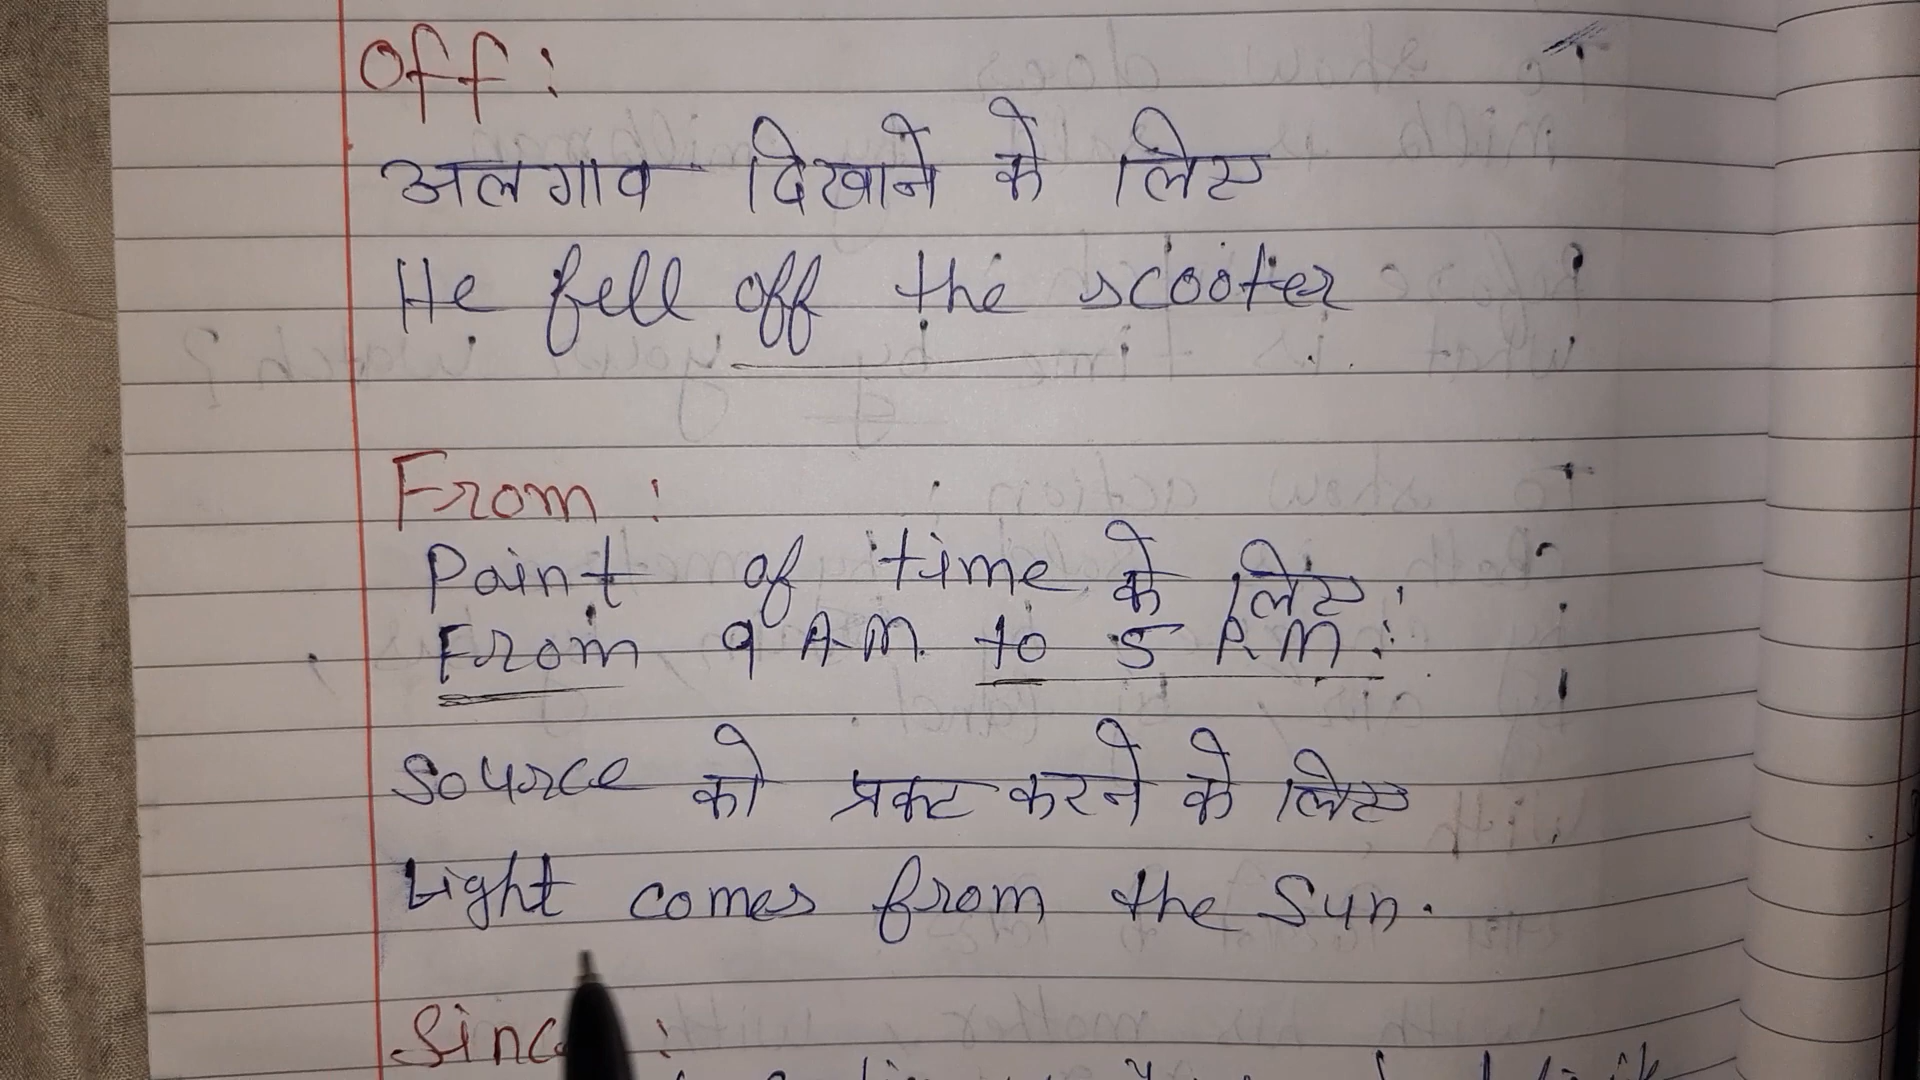 Off :
अलगाव दिखाने के लिए
He fell off the scooter
From :
Point of time के लिए :
From 9 A.M. to 5 P.M.
Source को प्रकट करने के लिए
Light comes from the Sun.